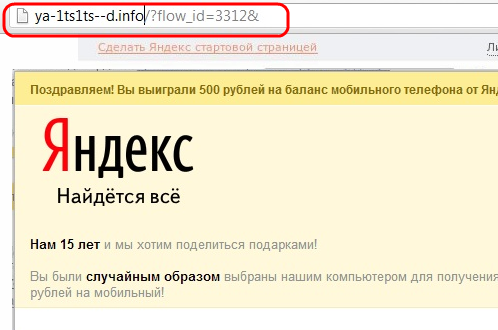 ya-1ts1ts--d.info/?flow_id=3312&
Сделать Яндекс стартовой страницей
Поздравляем! Вы выиграли 500 рублей на баланс мобильного телефона от
Яндекс
Найдётся всё
Нам 15 лет и мы хотим поделиться подарками!
Вы были случайным образом выбраны нашим компьютером для получения
рублей на мобильный!